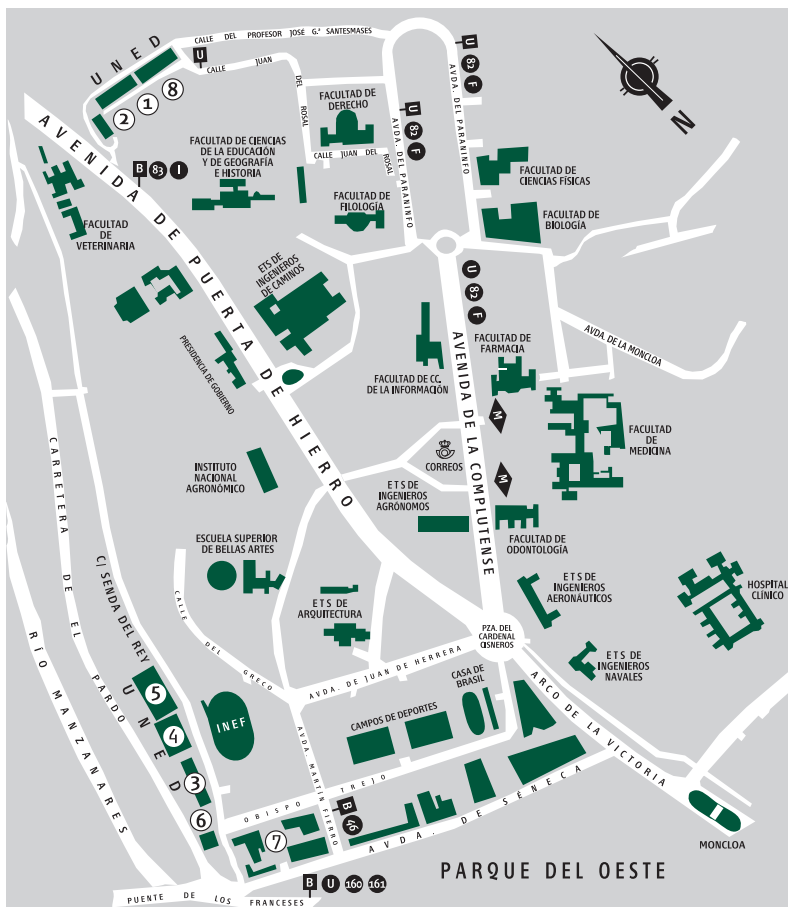 CALLE DEL PROFESOR JOSÉ G.ª SANTESMASES
UNED
U
CALLE JUAN DEL ROSAL
8
1
2
U
82
F
AVDA. DEL PARANINFO
N
FACULTAD DE
DERECHO
U
82
F
AVDA. DEL PARANINFO
CALLE JUAN DEL
ROSAL
FACULTAD DE CIENCIAS
DE LA EDUCACIÓN
Y DE GEOGRAFÍA
E HISTORIA
B
83
I
FACULTAD DE
CIENCIAS FÍSICAS
FACULTAD DE
FILOLOGÍA
FACULTAD DE
BIOLOGÍA
FACULTAD
DE
VETERINARIA
AVENIDA DE PUERTA DE HIERRO
ETS DE
INGENIEROS
DE CAMINOS
U
82
F
AVENIDA DE LA COMPLUTENSE
PRESIDENCIA DE GOBIERNO
FACULTAD DE
FARMACIA
AVDA. DE LA MONCLOA
FACULTAD DE CC.
DE LA INFORMACIÓN
M
FACULTAD
DE
MEDICINA
CORREOS
M
INSTITUTO
NACIONAL
AGRONÓMICO
E T S DE
INGENIEROS
AGRÓNOMOS
FACULTAD DE
ODONTOLOGÍA
CARRETERA DE EL PARDO
C/ SENDA DEL REY
ESCUELA SUPERIOR
DE BELLAS ARTES
E T S DE
INGENIEROS
AERONÁUTICOS
HOSPITAL
CLÍNICO
E T S DE
ARQUITECTURA
PZA. DEL
CARDENAL
CISNEROS
E T S DE
INGENIEROS
NAVALES
RÍO MANZANARES
CALLE DEL GRECO
AVDA. DE JUAN DE HERRERA
CASA DE
BRASIL
ARCO DE LA VICTORIA
UNED
5
4
3
6
INEF
CAMPOS DE DEPORTES
AVDA. MARTÍN FIERRO
OBISPO TREJO
B
46
7
AVDA. DE SÉNECA
MONCLOA
PARQUE DEL OESTE
B
U
160
161
PUENTE DE LOS FRANCESES